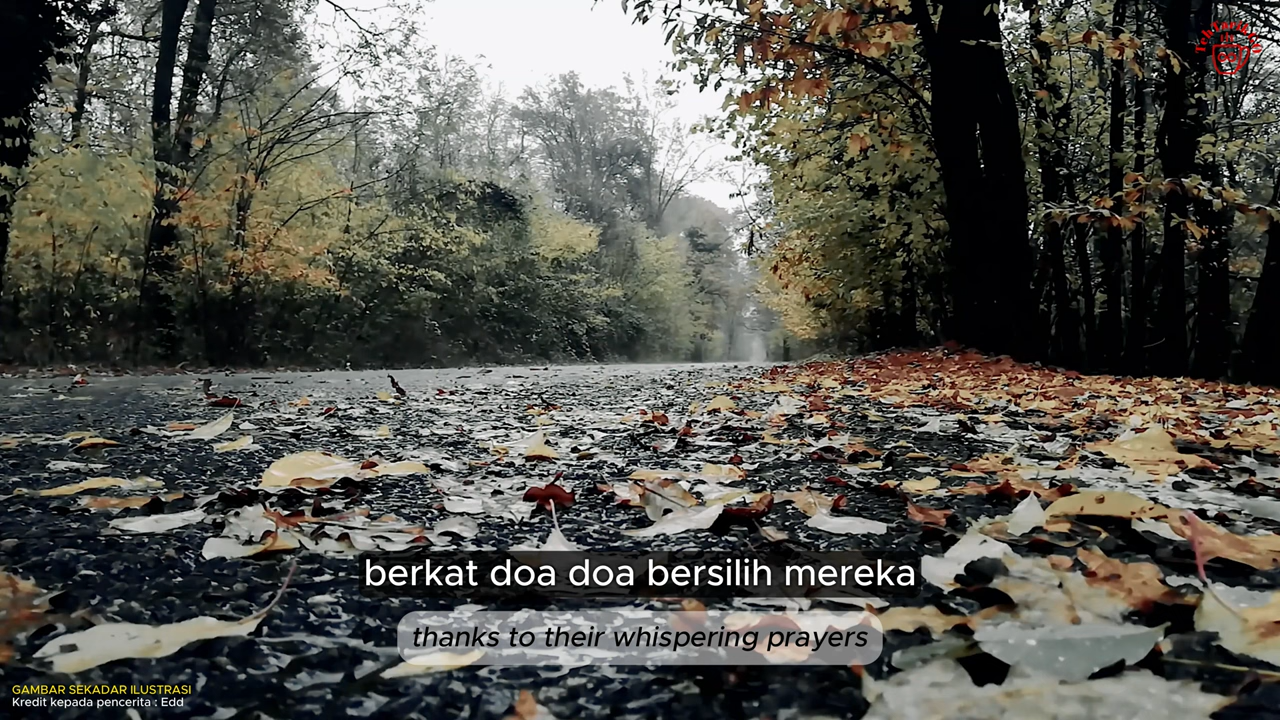 berkat doa doa bersilih mereka
thanks to their whispering prayers
GAMBAR SEKADAR ILUSTRASI
Kredit kepada pencerita : Edd